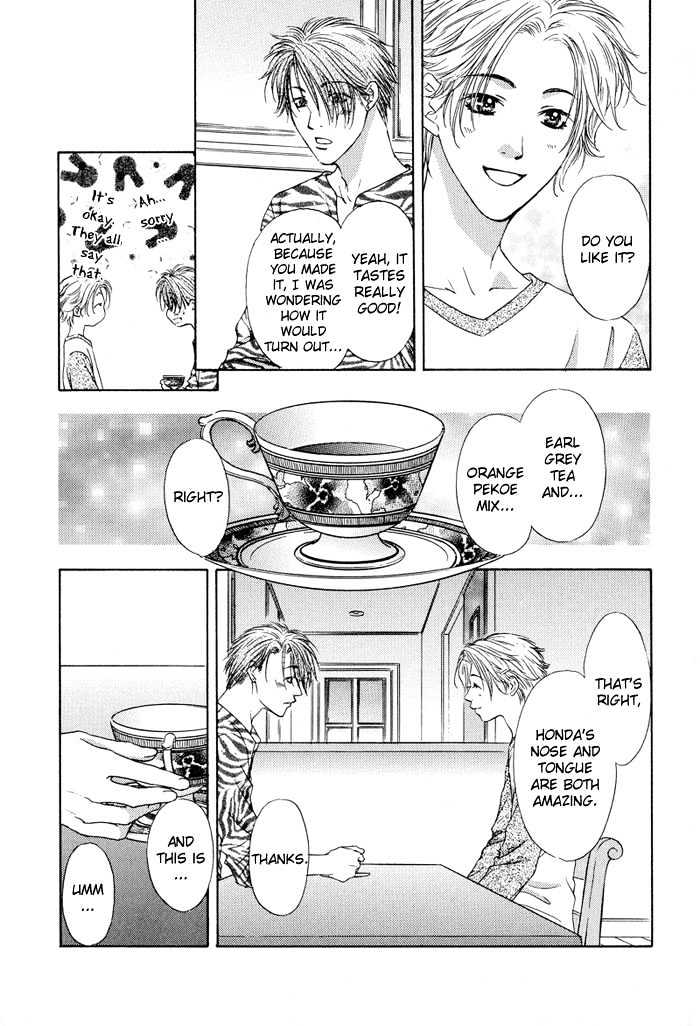 DO YOU
LIKE IT?
YEAH, IT
TASTES
REALLY
GOOD!
ACTUALLY,
BECAUSE
YOU MADE
IT, I WAS
WONDERING
HOW IT
WOULD
TURN OUT...
Ah...
sorry
It's
okay.
They all
say
that.
EARL
GREY
TEA
AND...
ORANGE
PEKOE
MIX...
RIGHT?
THAT'S
RIGHT,
HONDA'S
NOSE AND
TONGUE
ARE BOTH
AMAZING.
THANKS.
AND
THIS IS
...
UMM
...